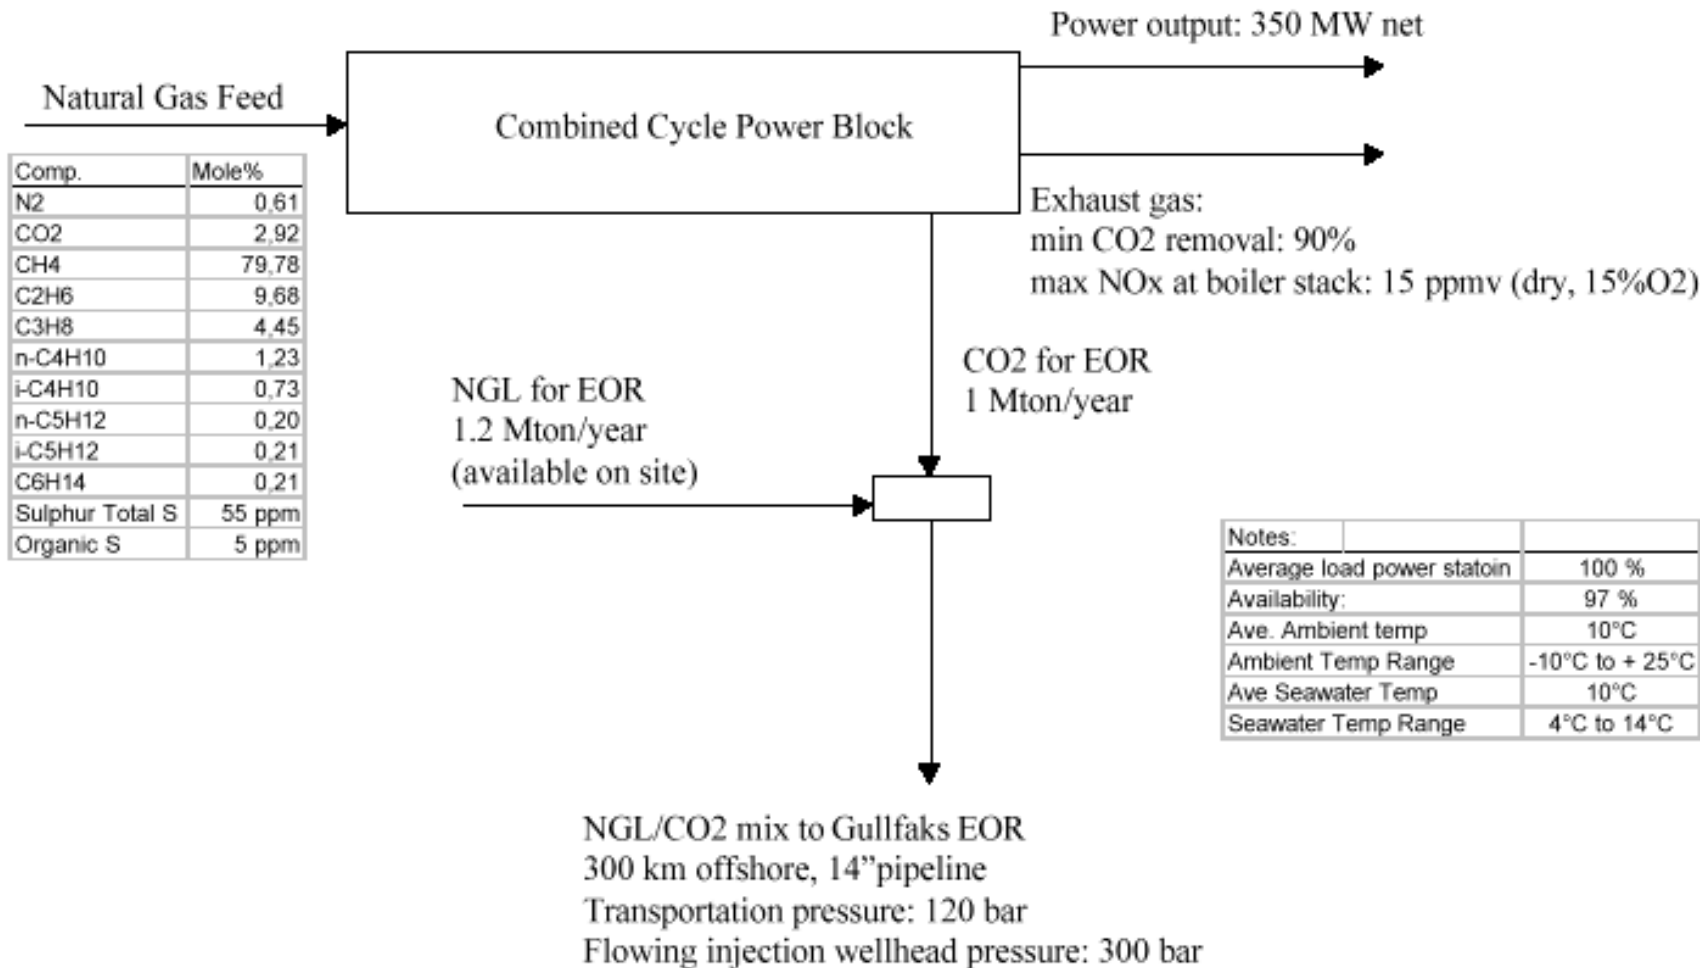 Power output: 350 MW net
Natural Gas Feed
Combined Cycle Power Block
Comp. Mole%
N2 0,61
CO2 2,92
CH4 79,78
C2H6 9,68
C3H8 4,45
n-C4H10 1,23
i-C4H10 0,73
n-C5H12 0,20
i-C5H12 0,21
C6H14 0,21
Sulphur Total S 55 ppm
Organic S 5 ppm
Exhaust gas:
min CO2 removal: 90%
max NOx at boiler stack: 15 ppmv (dry, 15%O2)
CO2 for EOR
1 Mton/year
NGL for EOR
1.2 Mton/year
(available on site)
Notes:
Average load power statoin 100 %
Availability: 97 %
Ave. Ambient temp 10°C
Ambient Temp Range -10°C to + 25°C
Ave Seawater Temp 10°C
Seawater Temp Range 4°C to 14°C
NGL/CO2 mix to Gullfaks EOR
300 km offshore, 14”pipeline
Transportation pressure: 120 bar
Flowing injection wellhead pressure: 300 bar